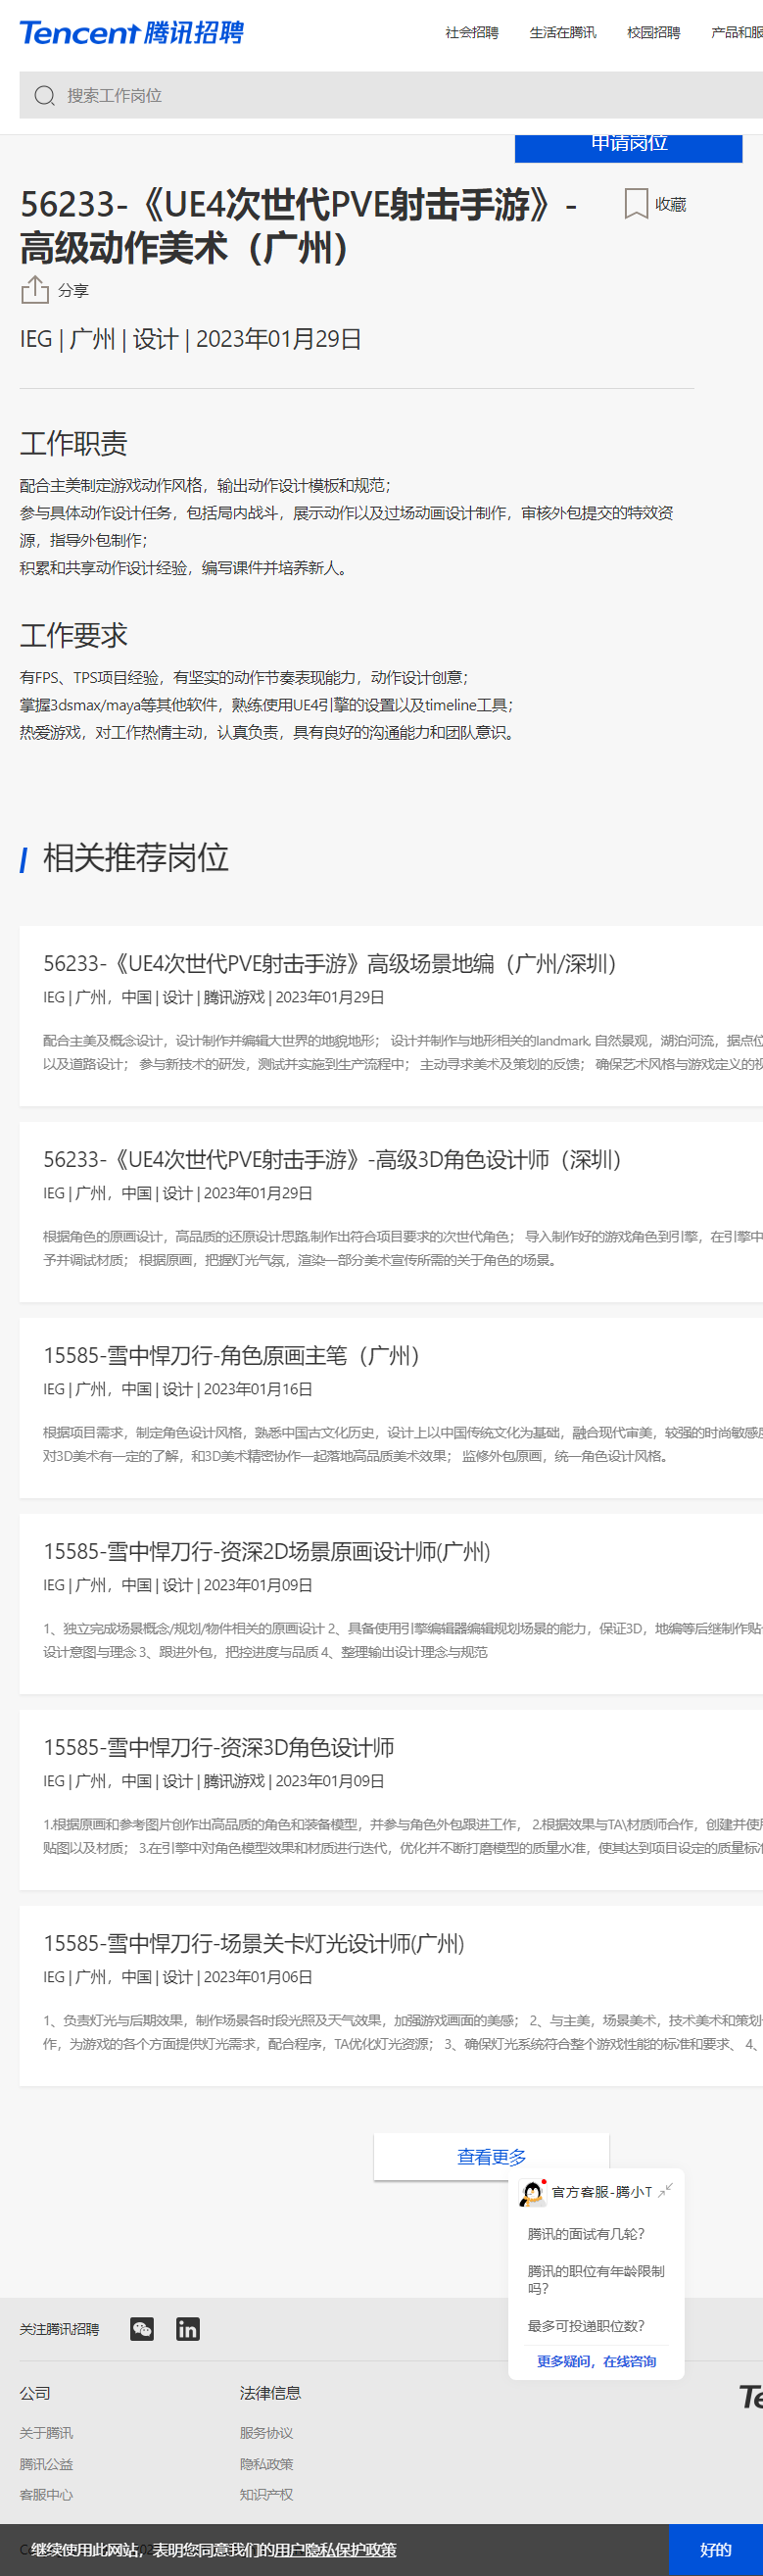 Tencent 腾讯招聘
社会招聘 生活在腾讯 校园招聘 产品和服
搜索工作岗位
申请岗位
56233-《UE4次世代PVE射击手游》-
高级动作美术（广州）
收藏
分享
IEG | 广州 | 设计 | 2023年01月29日
工作职责
配合主美制定游戏动作风格，输出动作设计模板和规范；
参与具体动作设计任务，包括局内战斗，展示动作以及过场动画设计制作，审核外包提交的特效资
源，指导外包制作；
积累和共享动作设计经验，编写课件并培养新人。
工作要求
有FPS、TPS项目经验，有坚实的动作节奏表现能力，动作设计创意；
掌握3dsmax/maya等其他软件，熟练使用UE4引擎的设置以及timeline工具；
热爱游戏，对工作热情主动，认真负责，具有良好的沟通能力和团队意识。
相关推荐岗位
56233-《UE4次世代PVE射击手游》高级场景地编（广州/深圳）
IEG | 广州，中国 | 设计 | 腾讯游戏 | 2023年01月29日
配合主美及概念设计，设计制作并编辑大世界的地貌地形； 设计并制作与地形相关的landmark, 自然景观，湖泊河流，据点位
以及道路设计； 参与新技术的研发，测试并实施到生产流程中； 主动寻求美术及策划的反馈； 确保艺术风格与游戏定义的视
56233-《UE4次世代PVE射击手游》-高级3D角色设计师（深圳）
IEG | 广州，中国 | 设计 | 2023年01月29日
根据角色的原画设计，高品质的还原设计思路,制作出符合项目要求的次世代角色； 导入制作好的游戏角色到引擎，在引擎中
予并调试材质； 根据原画，把握灯光气氛，渲染一部分美术宣传所需的关于角色的场景。
15585-雪中悍刀行-角色原画主笔（广州）
IEG | 广州，中国 | 设计 | 2023年01月16日
根据项目需求，制定角色设计风格，熟悉中国古文化历史，设计上以中国传统文化为基础，融合现代审美，较强的时尚敏感度
对3D美术有一定的了解，和3D美术精密协作一起落地高品质美术效果； 监修外包原画，统一角色设计风格。
15585-雪中悍刀行-资深2D场景原画设计师(广州)
IEG | 广州，中国 | 设计 | 2023年01月09日
1、独立完成场景概念/规划/物件相关的原画设计 2、具备使用引擎编辑器编辑规划场景的能力，保证3D，地编等后继制作贴
设计意图与理念 3、跟进外包，把控进度与品质 4、整理输出设计理念与规范
15585-雪中悍刀行-资深3D角色设计师
IEG | 广州，中国 | 设计 | 腾讯游戏 | 2023年01月09日
1.根据原画和参考图片创作出高品质的角色和装备模型，并参与角色外包跟进工作， 2.根据效果与TA\材质师合作，创建并使用
贴图以及材质； 3.在引擎中对角色模型效果和材质进行迭代，优化并不断打磨模型的质量水准，使其达到项目设定的质量标准
15585-雪中悍刀行-场景关卡灯光设计师(广州)
IEG | 广州，中国 | 设计 | 2023年01月06日
1、负责灯光与后期效果，制作场景各时段光照及天气效果，加强游戏画面的美感； 2、与主美，场景美术，技术美术和策划
作，为游戏的各个方面提供灯光需求，配合程序，TA优化灯光资源； 3、确保灯光系统符合整个游戏性能的标准和要求、 4、
查看更多
官方客服-腾小T
腾讯的面试有几轮?
腾讯的职位有年龄限制
吗?
最多可投递职位数?
更多疑问，在线咨询
关注腾讯招聘
公司 法律信息
关于腾讯 服务协议
腾讯公益 隐私政策
客服中心 知识产权
继续使用此网站，表明您同意我们的用户隐私保护政策
好的